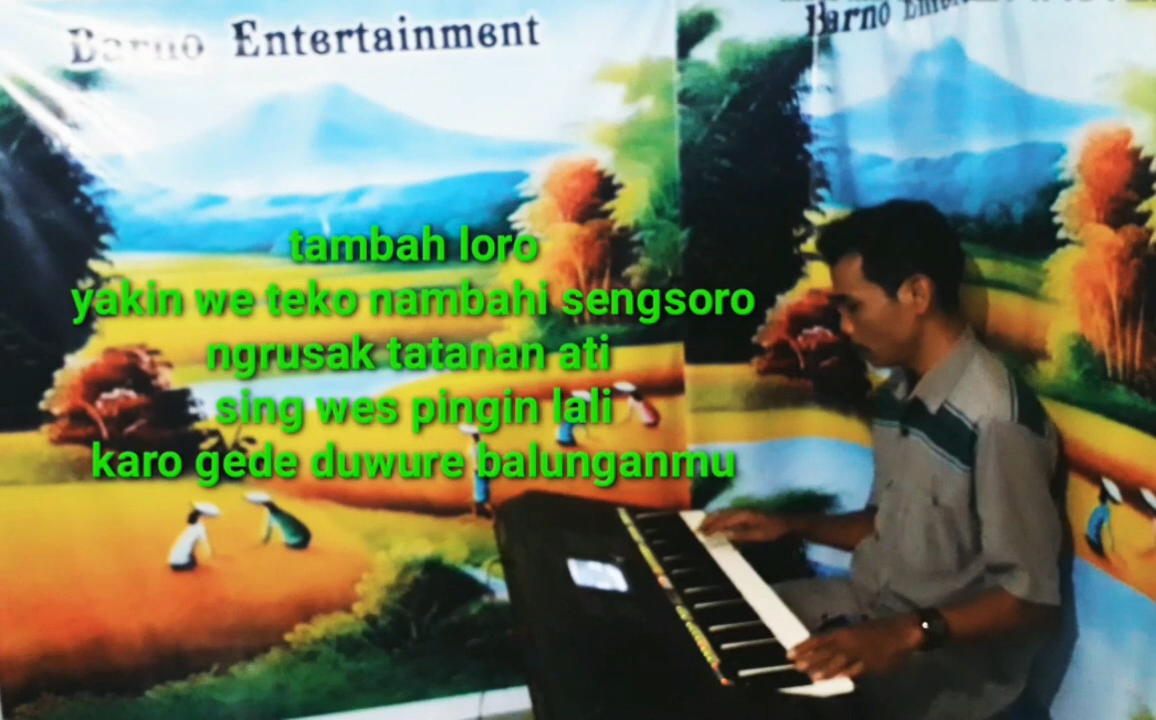 Barno Entertainment
Barno
tambah loro
yakin we teko nambahi sengsoro
ngrusak tatanan ati
sing wes pingin lali
karo gede duwure balunganmu